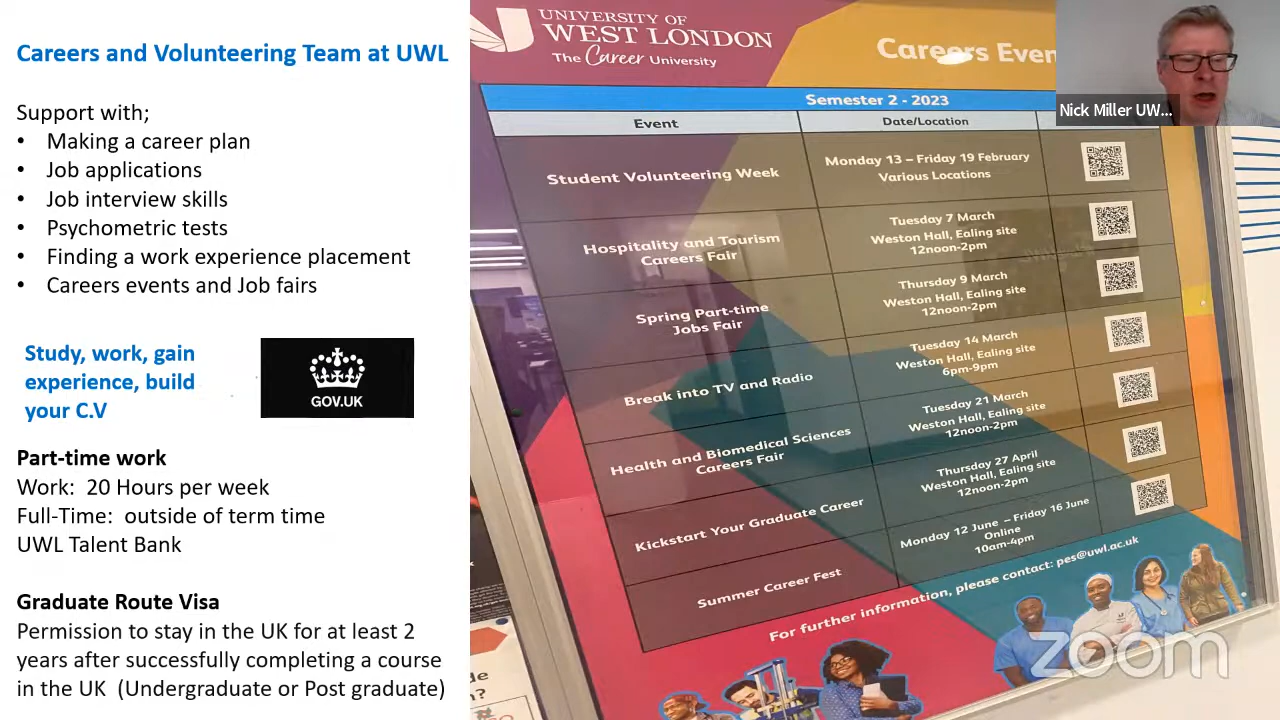 Careers and Volunteering Team at UWL
Support with;
• Making a career plan
• Job applications
• Job interview skills
• Psychometric tests
• Finding a work experience placement
• Careers events and Job fairs
Study, work, gain
experience, build
your C.V
GOV.UK
Part-time work
Work: 20 Hours per week
Full-Time: outside of term time
UWL Talent Bank
Graduate Route Visa
Permission to stay in the UK for at least 2
years after successfully completing a course
in the UK (Undergraduate or Post graduate)
UNIVERSITY OF
WEST LONDON
The Career University
Careers Even
Nick Miller UW...
Semester 2 - 2023
Event
Date/Location
Student Volunteering Week
Monday 13 – Friday 19 February
Various Locations
Hospitality and Tourism
Careers Fair
Tuesday 7 March
Weston Hall, Ealing site
12noon-2pm
Spring Part-time
Jobs Fair
Thursday 9 March
Weston Hall, Ealing site
12noon-2pm
Break into TV and Radio
Tuesday 14 March
Weston Hall, Ealing site
6pm-9pm
Health and Biomedical Sciences
Careers Fair
Tuesday 21 March
Weston Hall, Ealing site
12noon-2pm
Kickstart Your Graduate Career
Thursday 27 April
Weston Hall, Ealing site
12noon-2pm
Summer Career Fest
Monday 12 June – Friday 16 June
Online
10am-4pm
For further information, please contact: pes@uwl.ac.uk
zoom